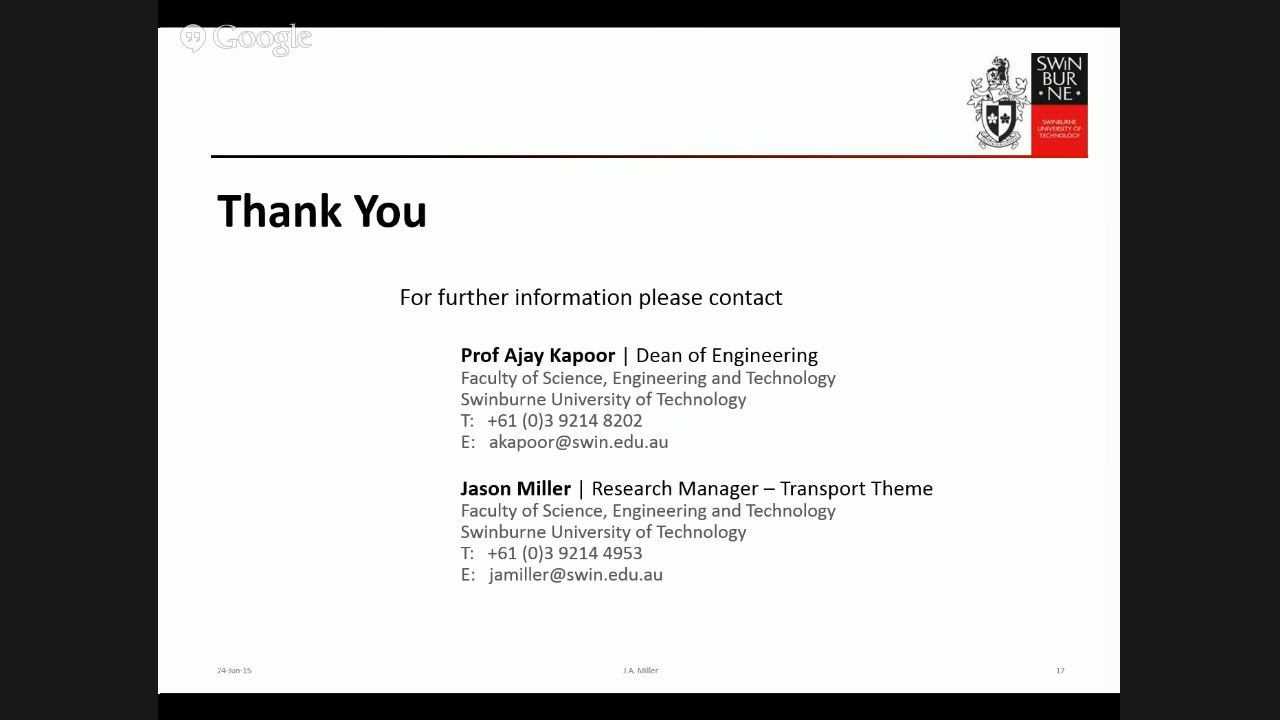 Google
SWIN
BUR
NE
SWINBURNE
UNIVERSITY OF
TECHNOLOGY
Thank You
For further information please contact
Prof Ajay Kapoor | Dean of Engineering
Faculty of Science, Engineering and Technology
Swinburne University of Technology
T: +61 (0)3 9214 8202
E: akapoor@swin.edu.au
Jason Miller | Research Manager – Transport Theme
Faculty of Science, Engineering and Technology
Swinburne University of Technology
T: +61 (0)3 9214 4953
E: jamiller@swin.edu.au
24-Jun-15
J.A. Miller
17